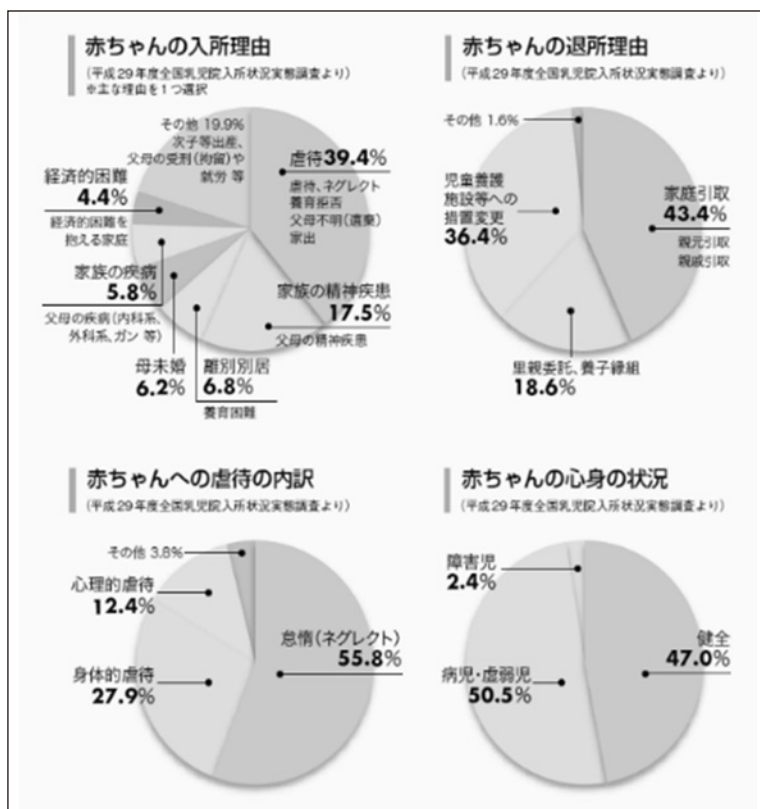 赤ちゃんの入所理由
(平成29年度全国乳児院入所状況実態調査より)
※主な理由を1つ選択
その他 19.9%
次子等出産、
父母の受刑(拘留)や
就労 等
虐待39.4%
虐待、ネグレクト
養育拒否
父母不明(遺棄)
家出
経済的困難
4.4%
経済的困難を
抱える家庭
家族の疾病
5.8%
父母の疾病(内科系、
外科系、ガン 等)
母未婚
6.2%
離別別居
6.8%
養育困難
家族の精神疾患
17.5%
父母の精神疾患
赤ちゃんの退所理由
(平成29年度全国乳児院入所状況実態調査より)
その他 1.6%
児童養護
施設等への
措置変更
36.4%
家庭引取
43.4%
親元引取
親戚引取
里親委託、養子縁組
18.6%
赤ちゃんへの虐待の内訳
(平成29年度全国乳児院入所状況実態調査より)
その他 3.8%
心理的虐待
12.4%
身体的虐待
27.9%
怠惰(ネグレクト)
55.8%
赤ちゃんの心身の状況
(平成29年度全国乳児院入所状況実態調査より)
障害児
2.4%
病児・虚弱児
50.5%
健全
47.0%